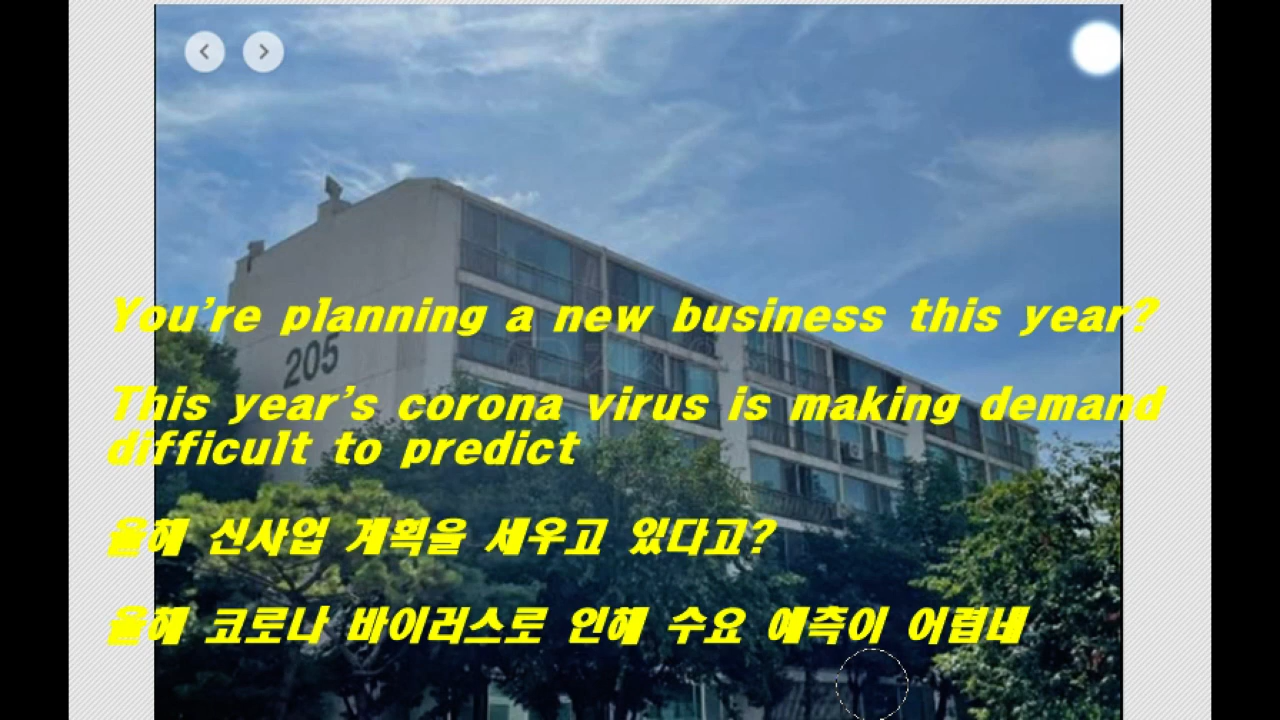 205
You're planning a new business this year?
This year's corona virus is making demand
difficult to predict
올해 신사업 계획을 세우고 있다고?
올해 코로나 바이러스로 인해 수요 예측이 어렵네